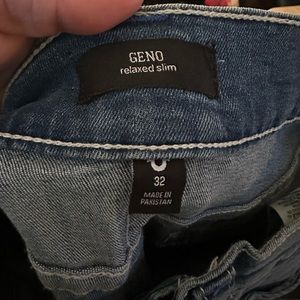 GENO
relaxed slim
32
MADE IN
PAKISTAN